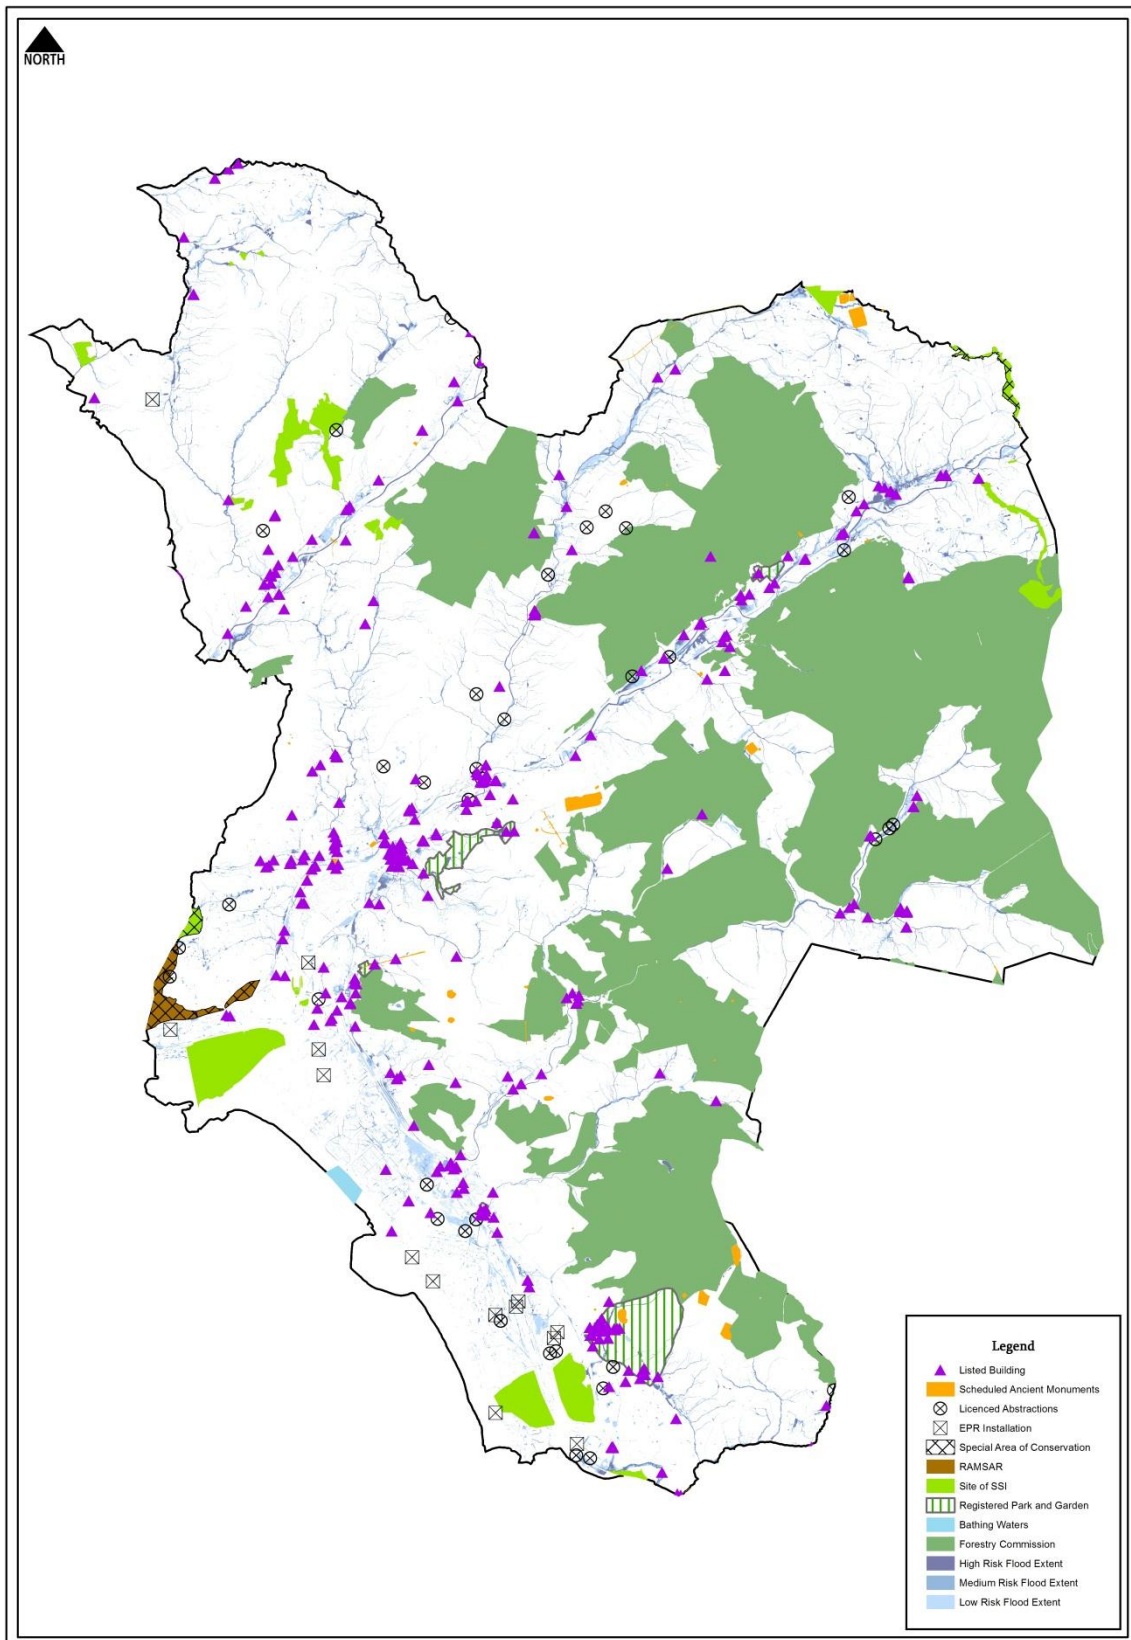 NORTH
Legend
Listed Building
Scheduled Ancient Monuments
Licenced Abstractions
EPR Installation
Special Area of Conservation
RAMSAR
Site of SSI
Registered Park and Garden
Bathing Waters
Forestry Commission
High Risk Flood Extent
Medium Risk Flood Extent
Low Risk Flood Extent